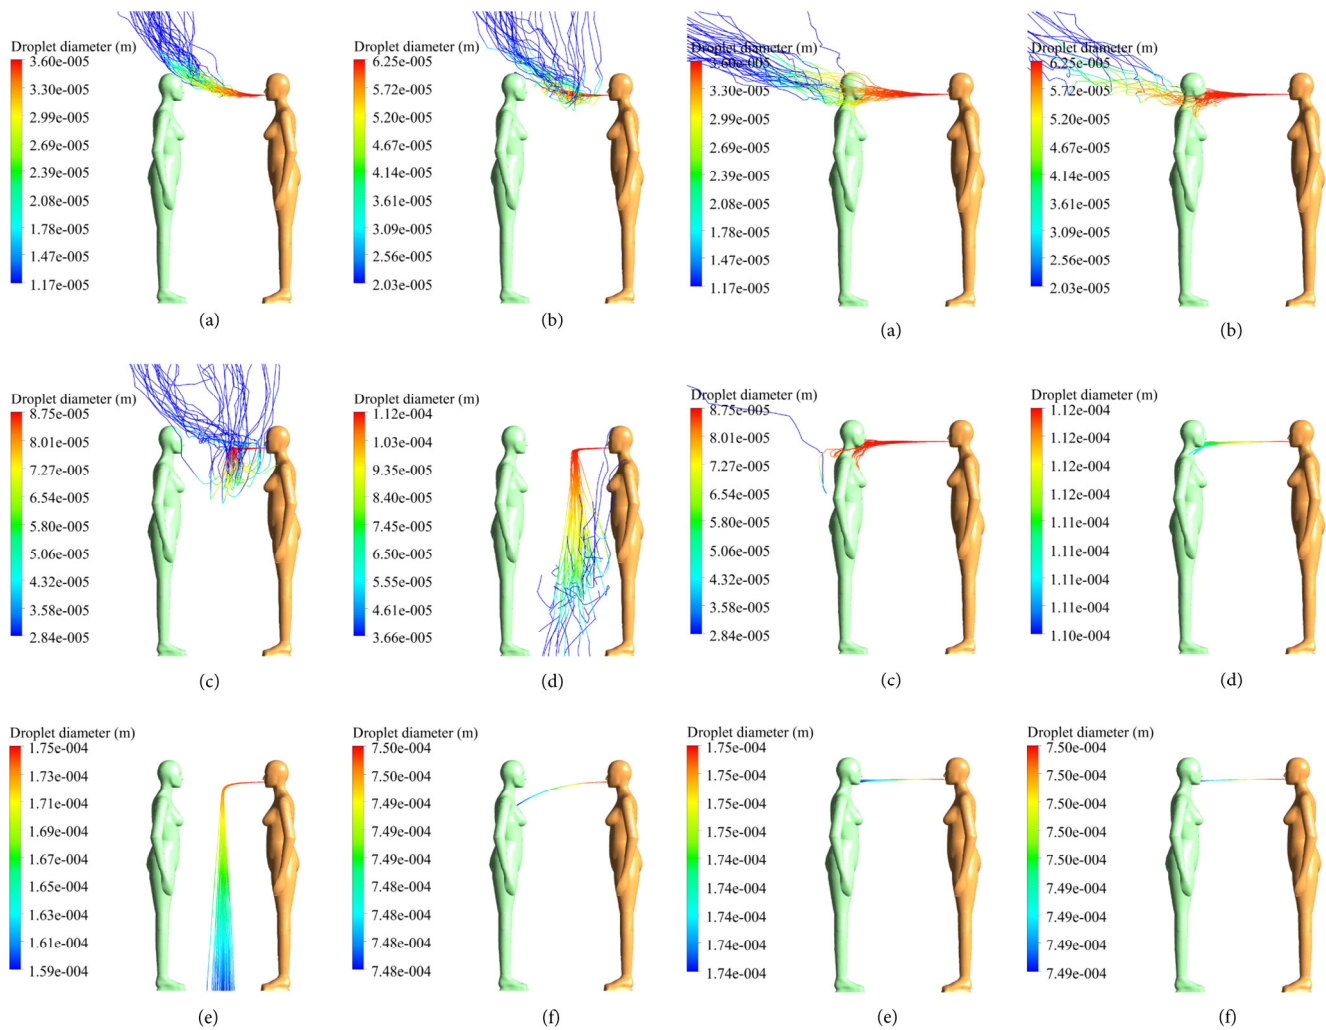 Droplet diameter (m)
3.60e-005
3.30e-005
2.99e-005
2.69e-005
2.39e-005
2.08e-005
1.78e-005
1.47e-005
1.17e-005
(a)
Droplet diameter (m)
6.25e-005
5.72e-005
5.20e-005
4.67e-005
4.14e-005
3.61e-005
3.09e-005
2.56e-005
2.03e-005
(b)
Droplet diameter (m)
3.60e-005
3.30e-005
2.99e-005
2.69e-005
2.39e-005
2.08e-005
1.78e-005
1.47e-005
1.17e-005
(a)
Droplet diameter (m)
6.25e-005
5.72e-005
5.20e-005
4.67e-005
4.14e-005
3.61e-005
3.09e-005
2.56e-005
2.03e-005
(b)
Droplet diameter (m)
8.75e-005
8.01e-005
7.27e-005
6.54e-005
5.80e-005
5.06e-005
4.32e-005
3.58e-005
2.84e-005
(c)
Droplet diameter (m)
1.12e-004
1.03e-004
9.35e-005
8.40e-005
7.45e-005
6.50e-005
5.55e-005
4.61e-005
3.66e-005
(d)
Droplet diameter (m)
8.75e-005
8.01e-005
7.27e-005
6.54e-005
5.80e-005
5.06e-005
4.32e-005
3.58e-005
2.84e-005
(c)
Droplet diameter (m)
1.12e-004
1.12e-004
1.12e-004
1.12e-004
1.11e-004
1.11e-004
1.11e-004
1.11e-004
1.10e-004
(d)
Droplet diameter (m)
1.75e-004
1.73e-004
1.71e-004
1.69e-004
1.67e-004
1.65e-004
1.63e-004
1.61e-004
1.59e-004
(e)
Droplet diameter (m)
7.50e-004
7.50e-004
7.49e-004
7.49e-004
7.49e-004
7.48e-004
7.48e-004
7.48e-004
7.48e-004
(f)
Droplet diameter (m)
1.75e-004
1.75e-004
1.75e-004
1.75e-004
1.74e-004
1.74e-004
1.74e-004
1.74e-004
1.74e-004
(e)
Droplet diameter (m)
7.50e-004
7.50e-004
7.50e-004
7.50e-004
7.50e-004
7.49e-004
7.49e-004
7.49e-004
7.49e-004
(f)